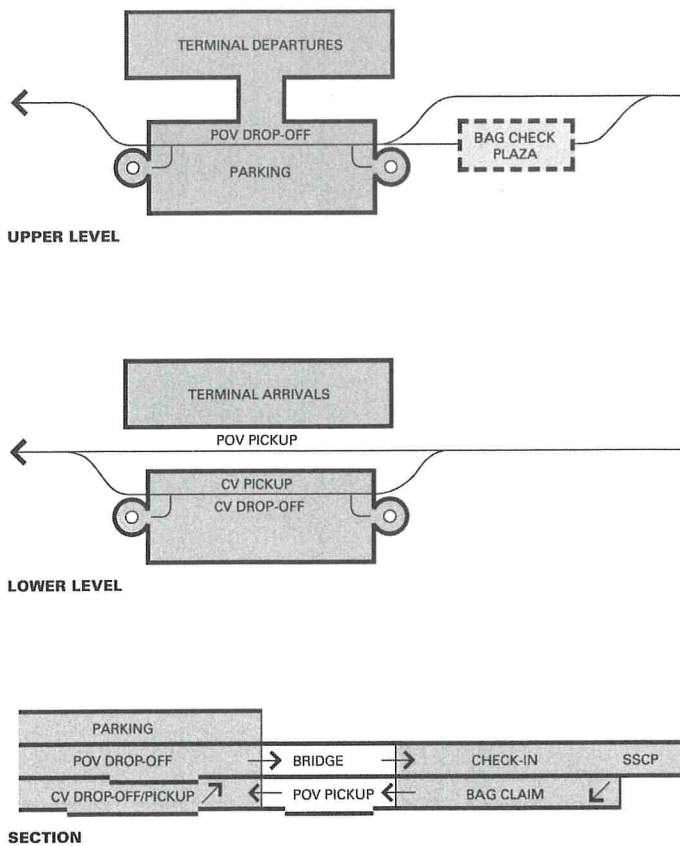 TERMINAL DEPARTURES
POV DROP-OFF
PARKING
BAG CHECK
PLAZA
UPPER LEVEL
TERMINAL ARRIVALS
POV PICKUP
CV PICKUP
CV DROP-OFF
LOWER LEVEL
PARKING
POV DROP-OFF
BRIDGE
CHECK-IN
SSCP
CV DROP-OFF/PICKUP
POV PICKUP
BAG CLAIM
SECTION